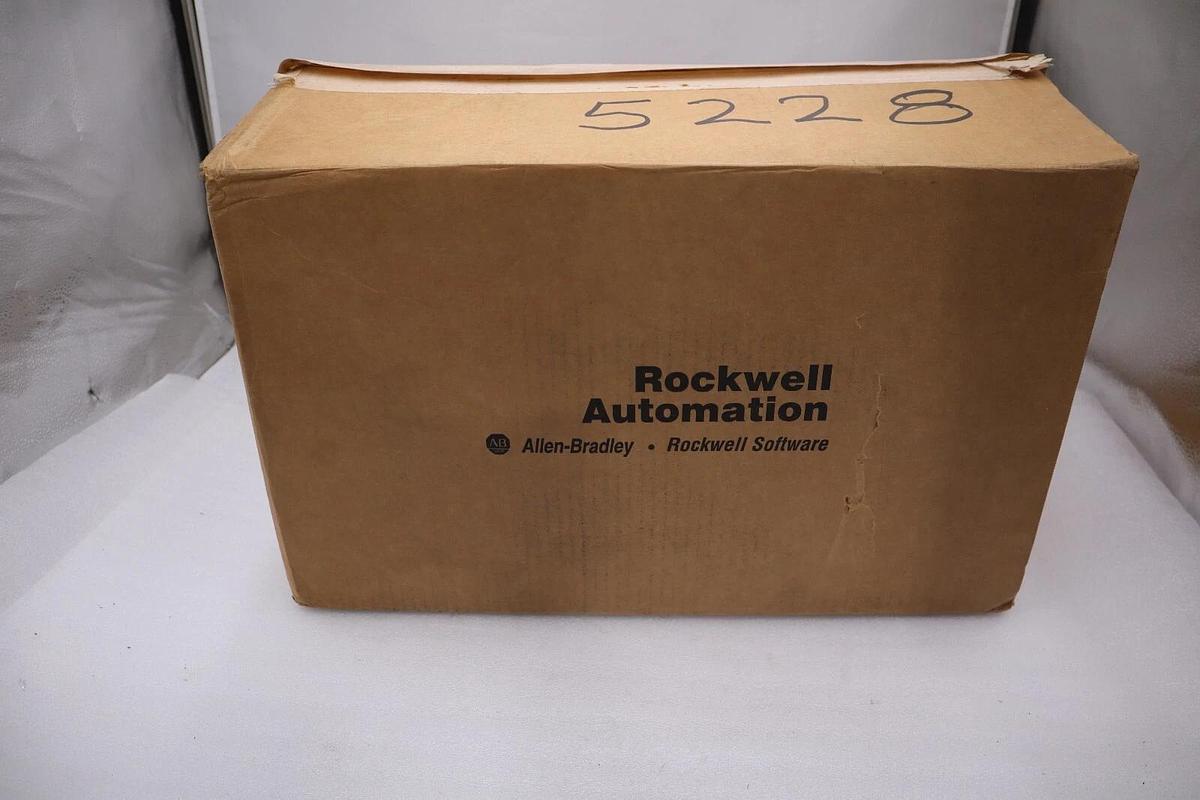 5228
Rockwell
Automation
AB Allen-Bradley • Rockwell Software